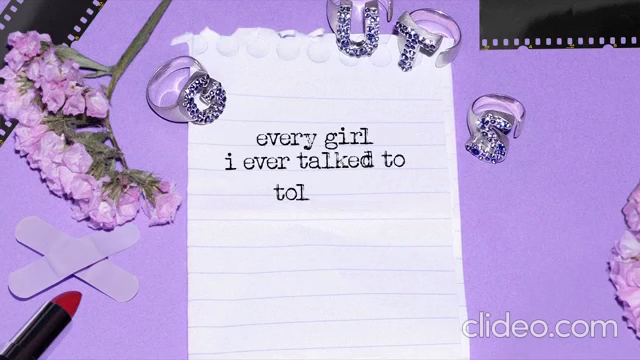 G
U
T
S
every girl
i ever talked to
tol
clideo.com